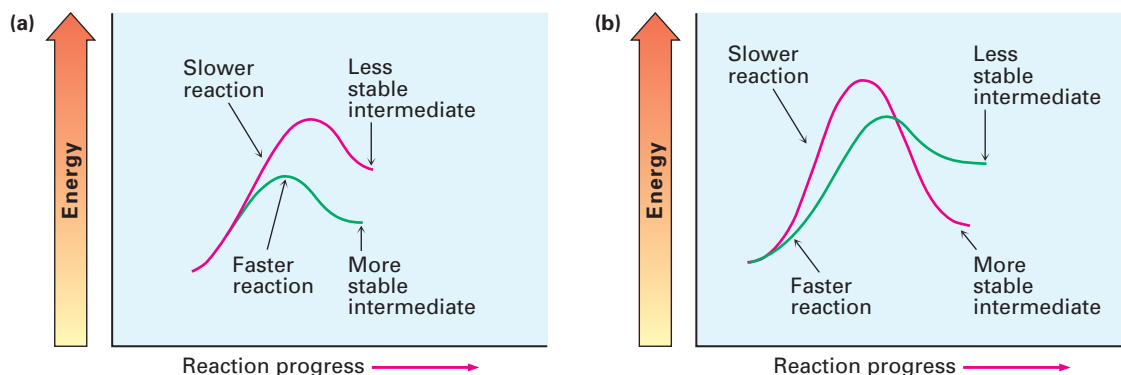 (a)
Energy
Slower
reaction
Less
stable
intermediate
Faster
reaction
More
stable
intermediate
Reaction progress
(b)
Energy
Slower
reaction
Less
stable
intermediate
Faster
reaction
More
stable
intermediate
Reaction progress